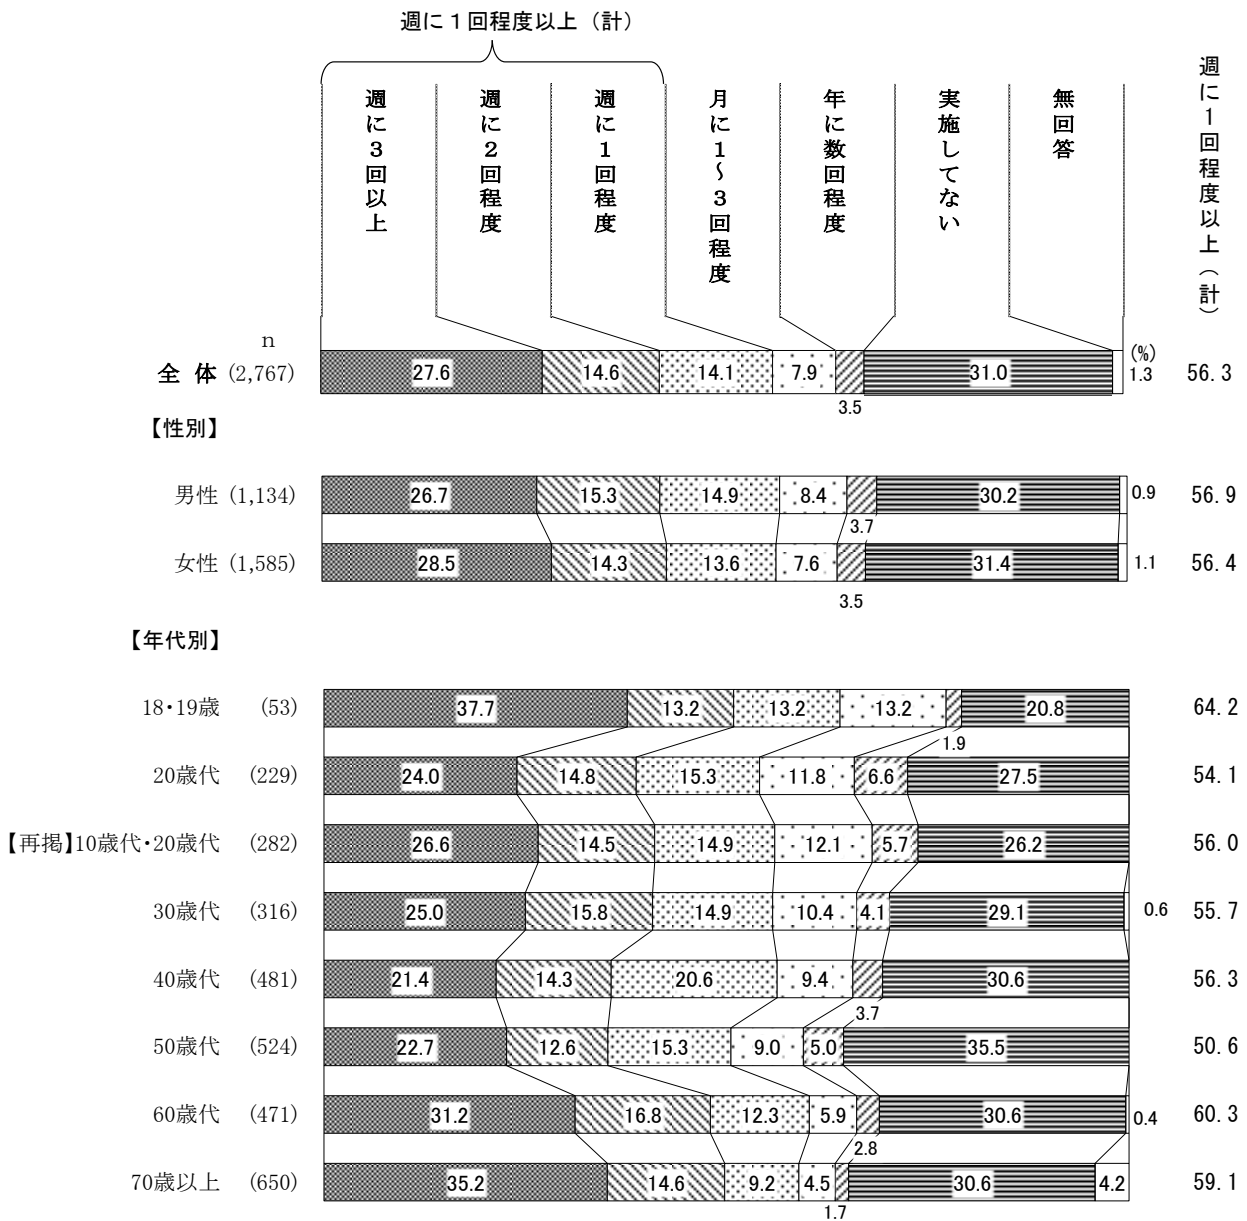 週に１回程度以上（計）
週に３回以上
週に２回程度
週に１回程度
月に１～３回程度
年に数回程度
実施してない
無回答
週に１回程度以上（計）
n
(%)
全 体 (2,767) 27.6 14.6 14.1 7.9 3.5 31.0 1.3 56.3
【性別】
男性 (1,134) 26.7 15.3 14.9 8.4 3.7 30.2 0.9 56.9
女性 (1,585) 28.5 14.3 13.6 7.6 3.5 31.4 1.1 56.4
【年代別】
18・19歳 (53) 37.7 13.2 13.2 13.2 1.9 20.8 64.2
20歳代 (229) 24.0 14.8 15.3 11.8 6.6 27.5 54.1
【再掲】10歳代・20歳代 (282) 26.6 14.5 14.9 12.1 5.7 26.2 56.0
30歳代 (316) 25.0 15.8 14.9 10.4 4.1 29.1 0.6 55.7
40歳代 (481) 21.4 14.3 20.6 9.4 3.7 30.6 56.3
50歳代 (524) 22.7 12.6 15.3 9.0 5.0 35.5 50.6
60歳代 (471) 31.2 16.8 12.3 5.9 2.8 30.6 0.4 60.3
70歳以上 (650) 35.2 14.6 9.2 4.5 1.7 30.6 4.2 59.1